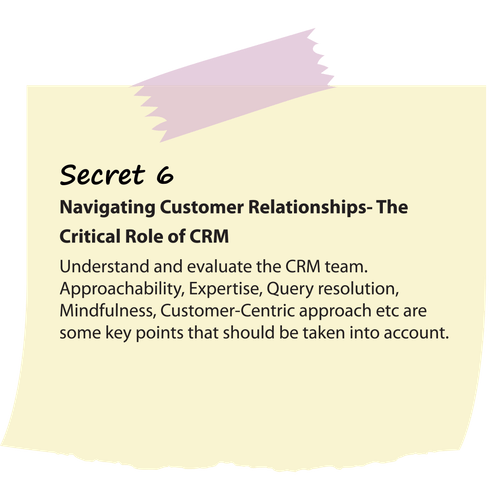 Secret 6
Navigating Customer Relationships- The
Critical Role of CRM
Understand and evaluate the CRM team.
Approachability, Expertise, Query resolution,
Mindfulness, Customer-Centric approach etc are
some key points that should be taken into account.